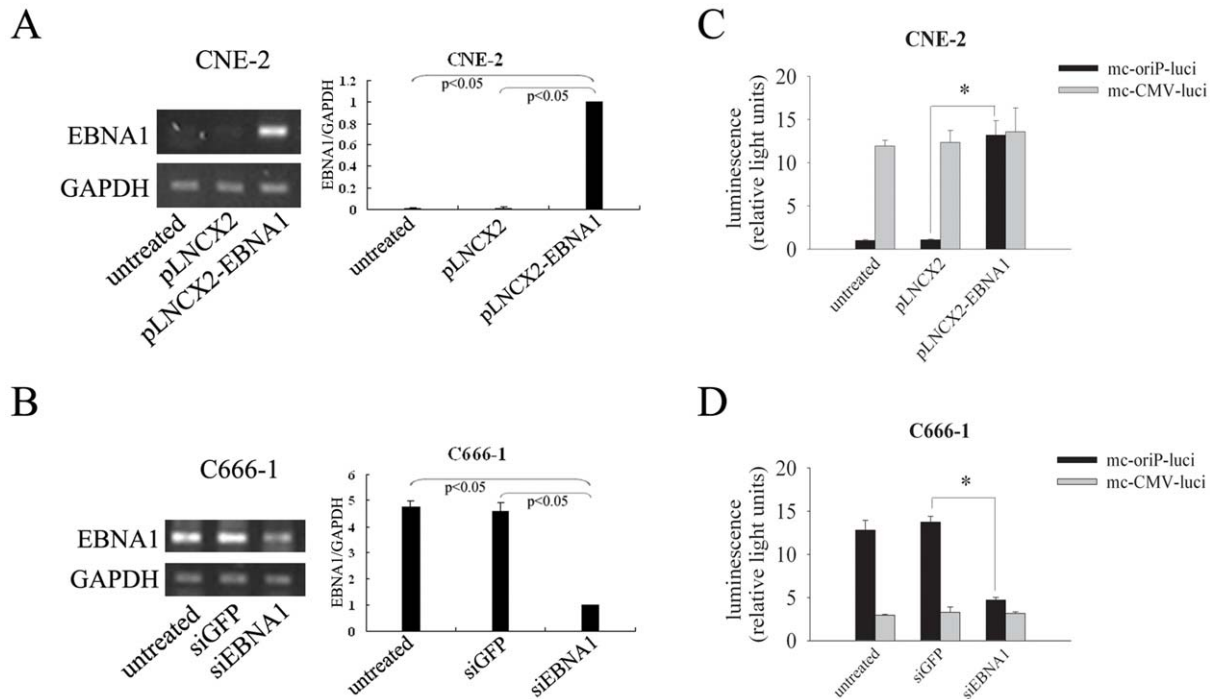 A
CNE-2
EBNA1
GAPDH
untreated
pLNCX2
pLNCX2-EBNA1
CNE-2
p<0.05
p<0.05
EBNA1/GAPDH
1.2
1
0.8
0.6
0.4
0.2
0
untreated
pLNCX2
pLNCX2-EBNA1
C
CNE-2
mc-oriP-luci
mc-CMV-luci
*
luminescence
(relative light units)
20
15
10
5
0
untreated
pLNCX2
pLNCX2-EBNA1
B
C666-1
EBNA1
GAPDH
untreated
siGFP
siEBNA1
C666-1
p<0.05
p<0.05
EBNA1/GAPDH
6
5
4
3
2
1
0
untreated
siGFP
siEBNA1
D
C666-1
mc-oriP-luci
mc-CMV-luci
*
luminescence
(relative light units)
20
15
10
5
0
untreated
siGFP
siEBNA1